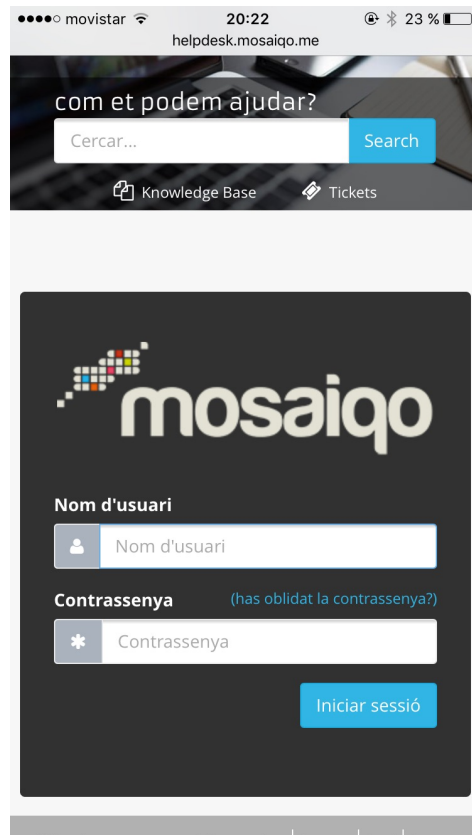 movistar 20:22 23 %
helpdesk.mosaiqo.me
com et podem ajudar?
Cercar... Search
Knowledge Base Tickets
mosaiqo
Nom d'usuari
Nom d'usuari
Contrassenya (has oblidat la contrassenya?)
Contrassenya
Iniciar sessió